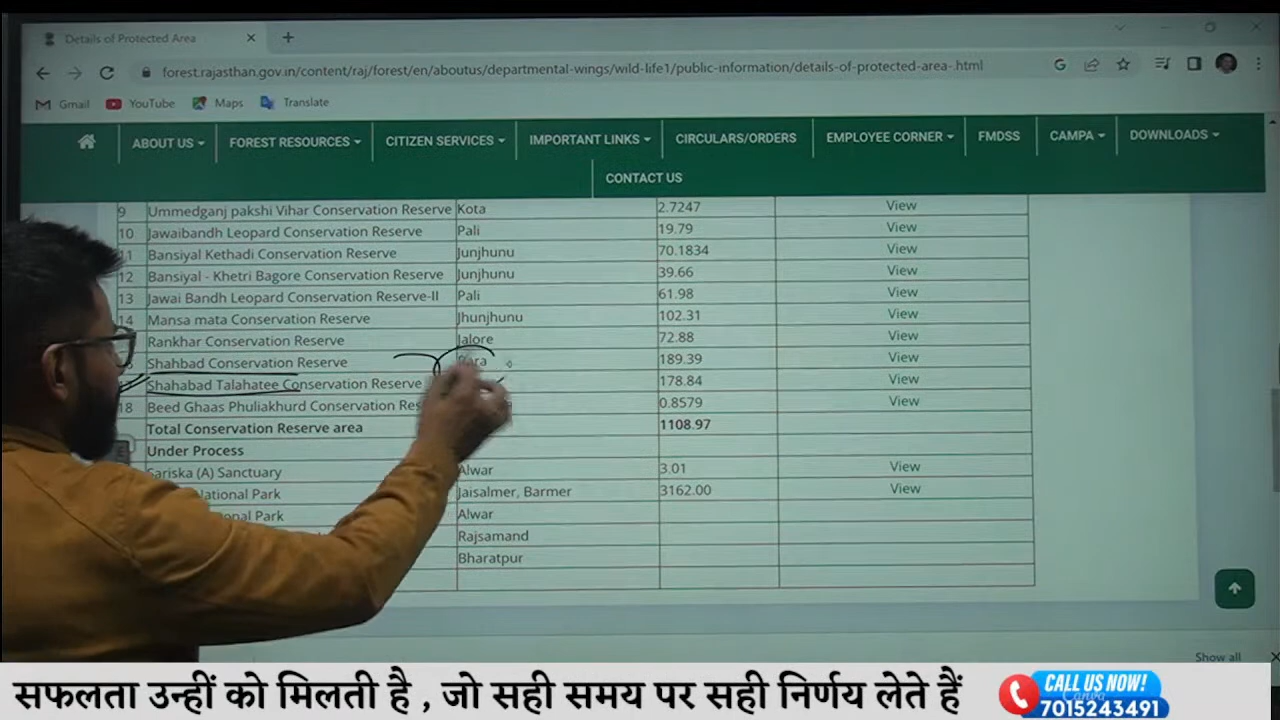 Details of Protected Area
forest.rajasthan.gov.in/content/raj/forest/en/aboutus/departmental-wings/wild-life1/public-information/details-of-protected-area-.html
Gmail YouTube Maps Translate
ABOUT US FOREST RESOURCES CITIZEN SERVICES IMPORTANT LINKS CIRCULARS/ORDERS EMPLOYEE CORNER FMDSS CAMPA DOWNLOADS
CONTACT US
9 Ummedganj pakshi Vihar Conservation Reserve Kota 2.7247 View
10 Jawaibandh Leopard Conservation Reserve Pali 19.79 View
11 Bansiyal Kethadi Conservation Reserve Junjhunu 70.1834 View
12 Bansiyal - Khetri Bagore Conservation Reserve Junjhunu 39.66 View
13 Jawai Bandh Leopard Conservation Reserve-II Pali 61.98 View
14 Mansa mata Conservation Reserve Jhunjhunu 102.31 View
Rankhar Conservation Reserve Jalore 72.88 View
Shahbad Conservation Reserve 189.39 View
Shahabad Talahatee Conservation Reserve 178.84 View
18 Beed Ghaas Phuliakhurd Conservation 0.8579 View
Total Conservation Reserve area 1108.97
Under Process
Sariska (A) Sanctuary Alwar 3.01 View
National Park Jaisalmer, Barmer 3162.00 View
Park Alwar
Rajsamand
Bharatpur
Show all
सफलता उन्हीं को मिलती है , जो सही समय पर सही निर्णय लेते हैं
CALL US NOW!
7015243491